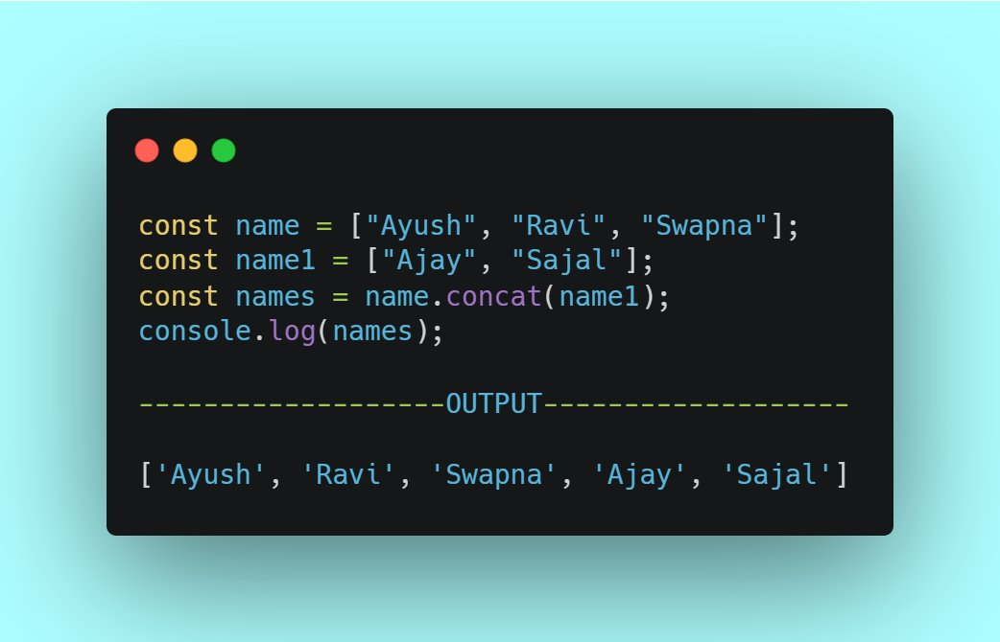 const name = ["Ayush", "Ravi", "Swapna"];
const name1 = ["Ajay", "Sajal"];
const names = name.concat(name1);
console.log(names);
-------------------OUTPUT-------------------
['Ayush', 'Ravi', 'Swapna', 'Ajay', 'Sajal']